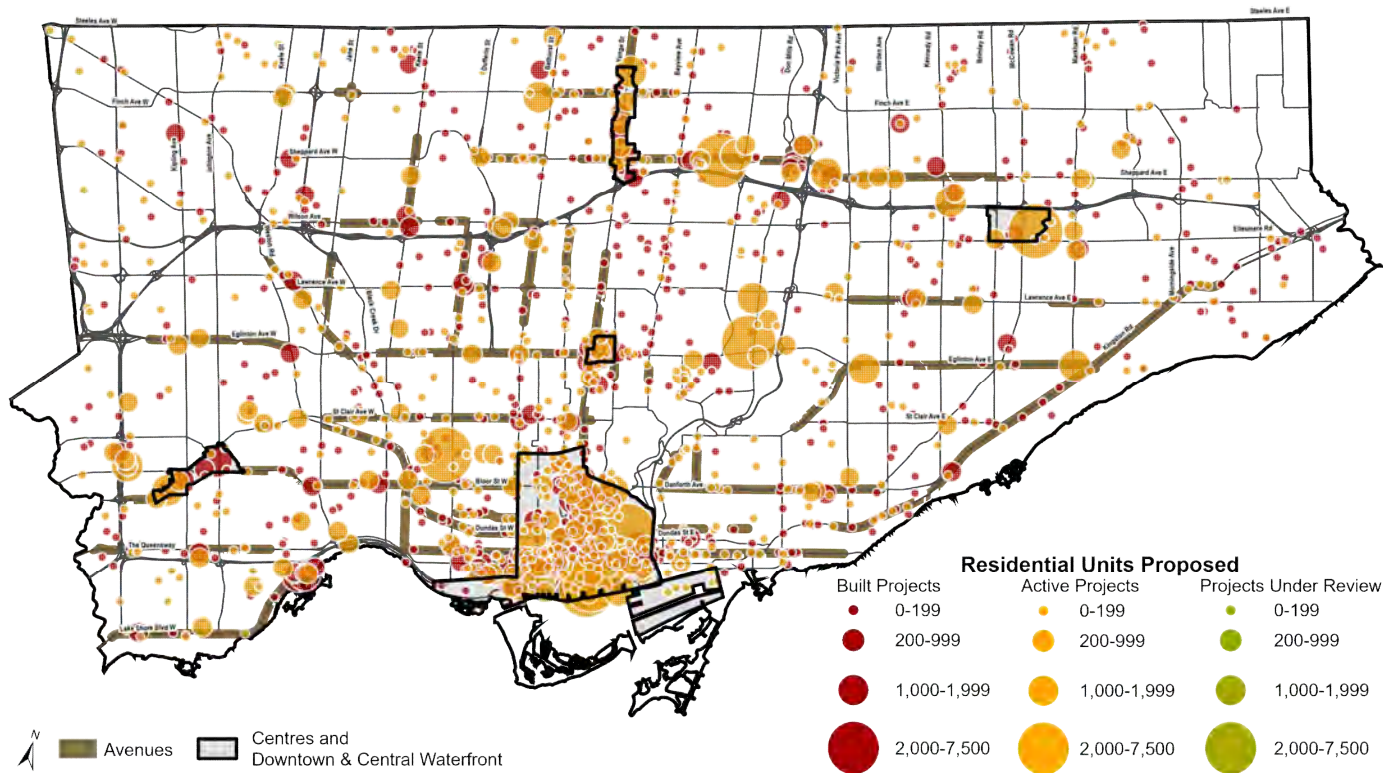 Steeles Ave W
Steeles Ave E
Keele St
Jane St
Dufferin St
Bathurst St
Yonge St
Bayview Ave
Don Mills Rd
Victoria Park Ave
Warden Ave
Kennedy Rd
Brimley Rd
McCowan Rd
Markham Rd
Finch Ave W
Finch Ave E
Kipling Ave
Islington Ave
Sheppard Ave W
Sheppard Ave E
Wilson Ave
Weston Rd
Ellesmere Rd
Morningside Ave
Lawrence Ave W
Lawrence Ave E
Black Creek Dr
Eglinton Ave W
Eglinton Ave E
Kingston Rd
St Clair Ave W
St Clair Ave E
Bloor St W
Danforth Ave
Dundas St W
Dundas St E
The Queensway
Lake Shore Blvd W
Residential Units Proposed
Built Projects Active Projects Projects Under Review
0-199 0-199 0-199
200-999 200-999 200-999
1,000-1,999 1,000-1,999 1,000-1,999
2,000-7,500 2,000-7,500 2,000-7,500
N
Avenues
Centres and
Downtown & Central Waterfront